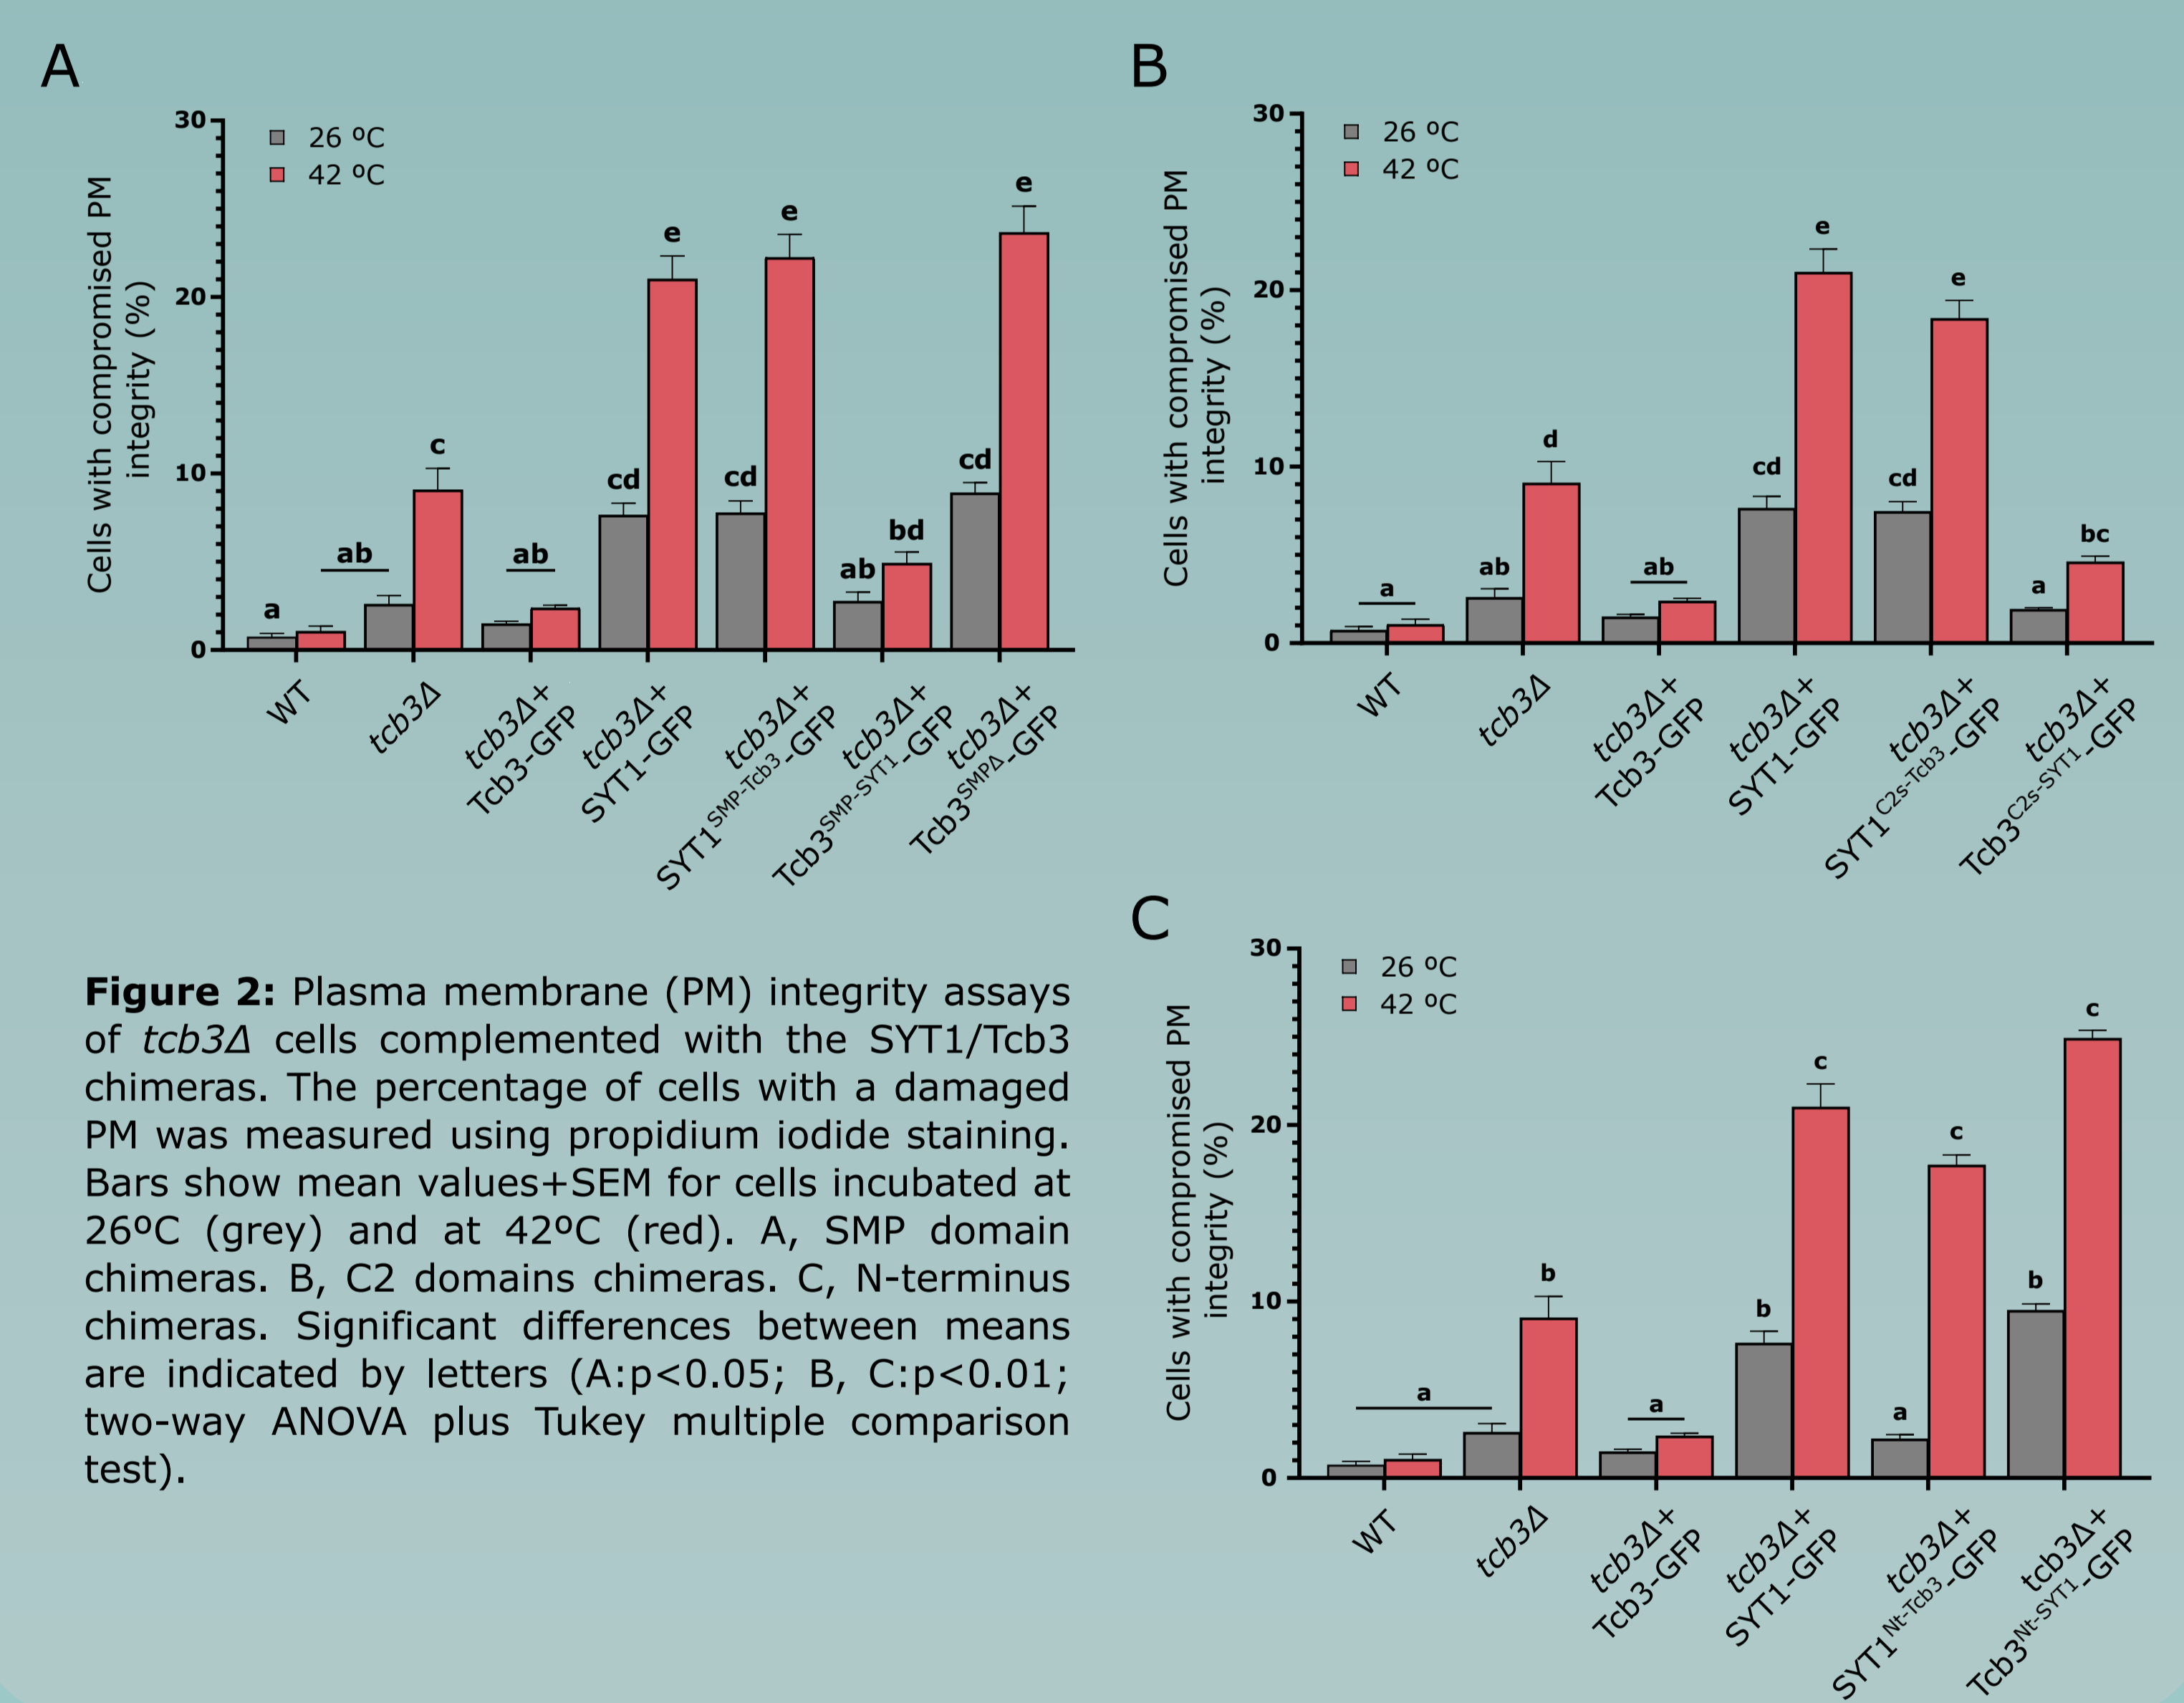 A
30
20
10
0
Cells with compromised PM
integrity (%)
26 ºC
42 ºC
a
ab
c
ab
cd
e
cd
e
ab
bd
cd
e
WT
tcb3Δ
tcb3Δ+
Tcb3-GFP
tcb3Δ+
SYT1-GFP
tcb3Δ+
SYT1SMP-Tcb3-GFP
tcb3Δ+
Tcb3SMP-SYT1-GFP
tcb3Δ+
Tcb3SMPΔ-GFP
B
30
20
10
0
Cells with compromised PM
integrity (%)
26 ºC
42 ºC
a
ab
d
ab
cd
e
cd
e
a
bc
WT
tcb3Δ
tcb3Δ+
Tcb3-GFP
tcb3Δ+
SYT1-GFP
tcb3Δ+
SYT1C2s-Tcb3-GFP
tcb3Δ+
Tcb3C2s-SYT1-GFP
Figure 2: Plasma membrane (PM) integrity assays
of tcb3Δ cells complemented with the SYT1/Tcb3
chimeras. The percentage of cells with a damaged
PM was measured using propidium iodide staining.
Bars show mean values+SEM for cells incubated at
26ºC (grey) and at 42ºC (red). A, SMP domain
chimeras. B, C2 domains chimeras. C, N-terminus
chimeras. Significant differences between means
are indicated by letters (A:p<0.05; B, C:p<0.01;
two-way ANOVA plus Tukey multiple comparison
test).
C
30
20
10
0
Cells with compromised PM
integrity (%)
26 ºC
42 ºC
a
b
a
b
c
a
c
b
c
WT
tcb3Δ
tcb3Δ+
Tcb3-GFP
tcb3Δ+
SYT1-GFP
tcb3Δ+
SYT1Nt-Tcb3-GFP
tcb3Δ+
Tcb3Nt-SYT1-GFP